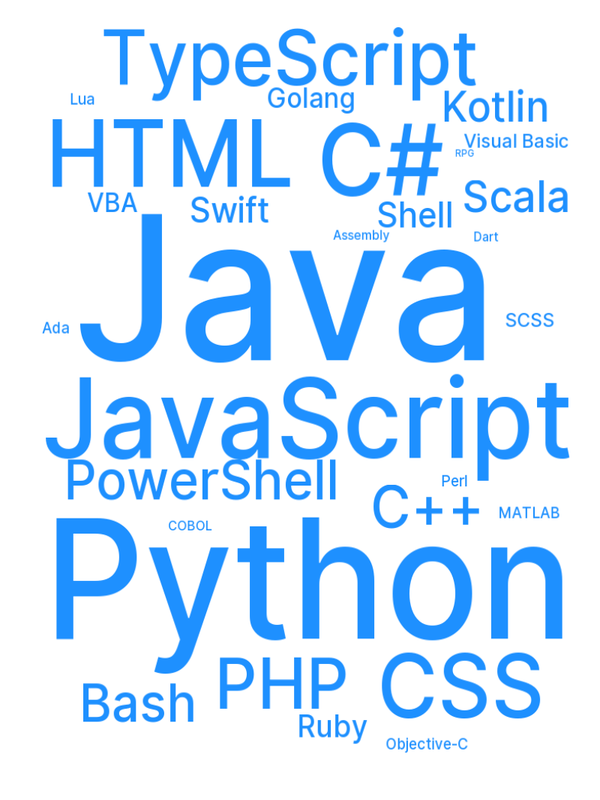 TypeScript
Lua
Golang
Kotlin
HTML
C#
Visual Basic
RPG
VBA
Swift
Shell
Scala
Assembly
Dart
Java
Ada
SCSS
JavaScript
PowerShell
Perl
C++
MATLAB
COBOL
Python
Bash
PHP
CSS
Ruby
Objective-C